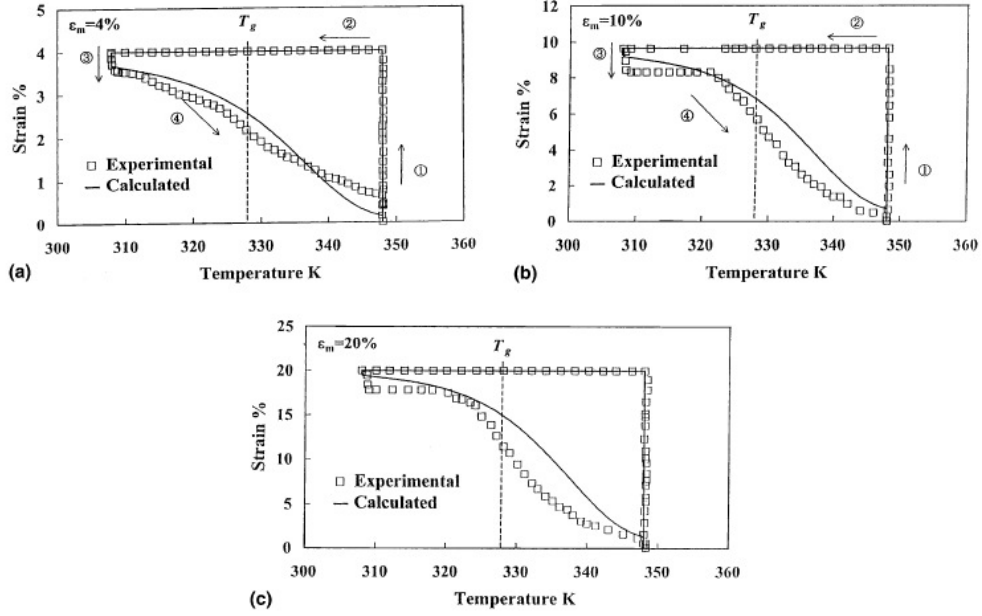 εm=4%
Tg
②
③
④
①
Strain %
5
4
3
2
1
0
Experimental
Calculated
300 310 320 330 340 350 360
(a)
Temperature K
εm=10%
Tg
②
③
④
①
Strain %
12
10
8
6
4
2
0
Experimental
Calculated
300 310 320 330 340 350 360
(b)
Temperature K
εm=20%
Tg
Strain %
25
20
15
10
5
0
Experimental
Calculated
300 310 320 330 340 350 360
(c)
Temperature K